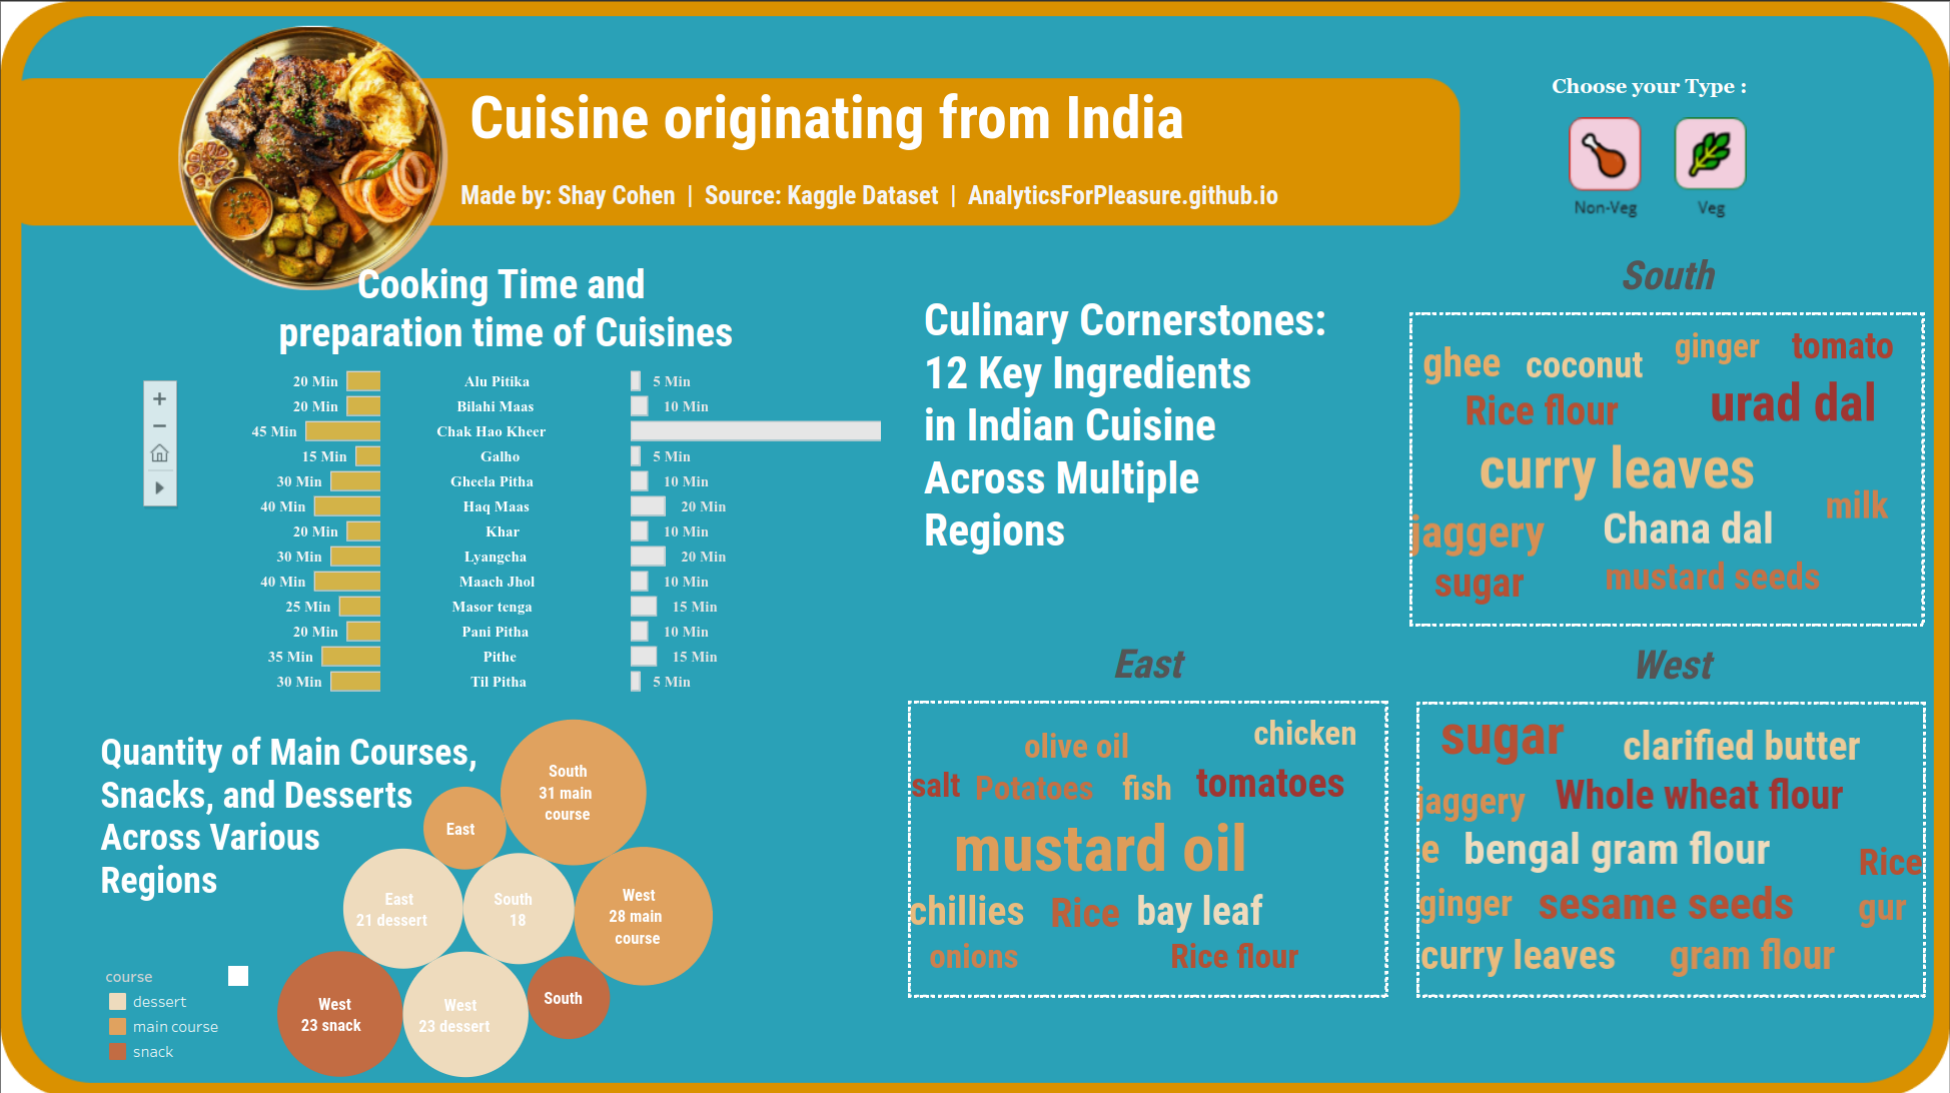 Cuisine originating from India
Made by: Shay Cohen | Source: Kaggle Dataset | AnalyticsForPleasure.github.io
Choose your Type :
Non-Veg
Veg
Cooking Time and
preparation time of Cuisines
20 Min Alu Pitika 5 Min
20 Min Bilahi Maas 10 Min
45 Min Chak Hao Kheer
15 Min Galho 5 Min
30 Min Gheela Pitha 10 Min
40 Min Haq Maas 20 Min
20 Min Khar 10 Min
30 Min Lyangcha 20 Min
40 Min Maach Jhol 10 Min
25 Min Masor tenga 15 Min
20 Min Pani Pitha 10 Min
35 Min Pithe 15 Min
30 Min Til Pitha 5 Min
Culinary Cornerstones:
12 Key Ingredients
in Indian Cuisine
Across Multiple
Regions
South
ginger tomato
ghee coconut
Rice flour urad dal
curry leaves
milk
jaggery Chana dal
sugar mustard seeds
East
chicken
olive oil
salt Potatoes fish tomatoes
mustard oil
chillies Rice bay leaf
onions Rice flour
West
sugar clarified butter
jaggery Whole wheat flour
e bengal gram flour Rice
ginger sesame seeds gur
curry leaves gram flour
Quantity of Main Courses,
Snacks, and Desserts
Across Various
Regions
South
31 main
course
East
East
21 dessert
South
18
West
28 main
course
West
23 snack
West
23 dessert
South
course
dessert
main course
snack